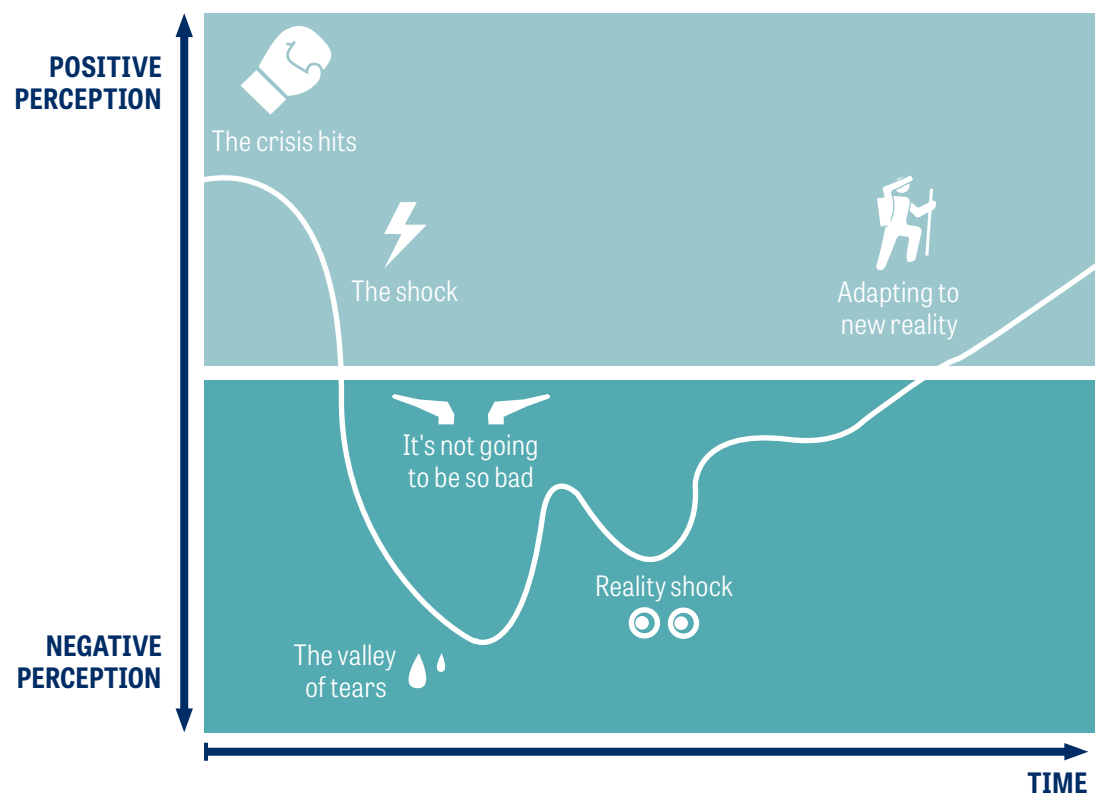 POSITIVE
PERCEPTION
The crisis hits
The shock
Adapting to
new reality
It's not going
to be so bad
Reality shock
The valley
of tears
NEGATIVE
PERCEPTION
TIME